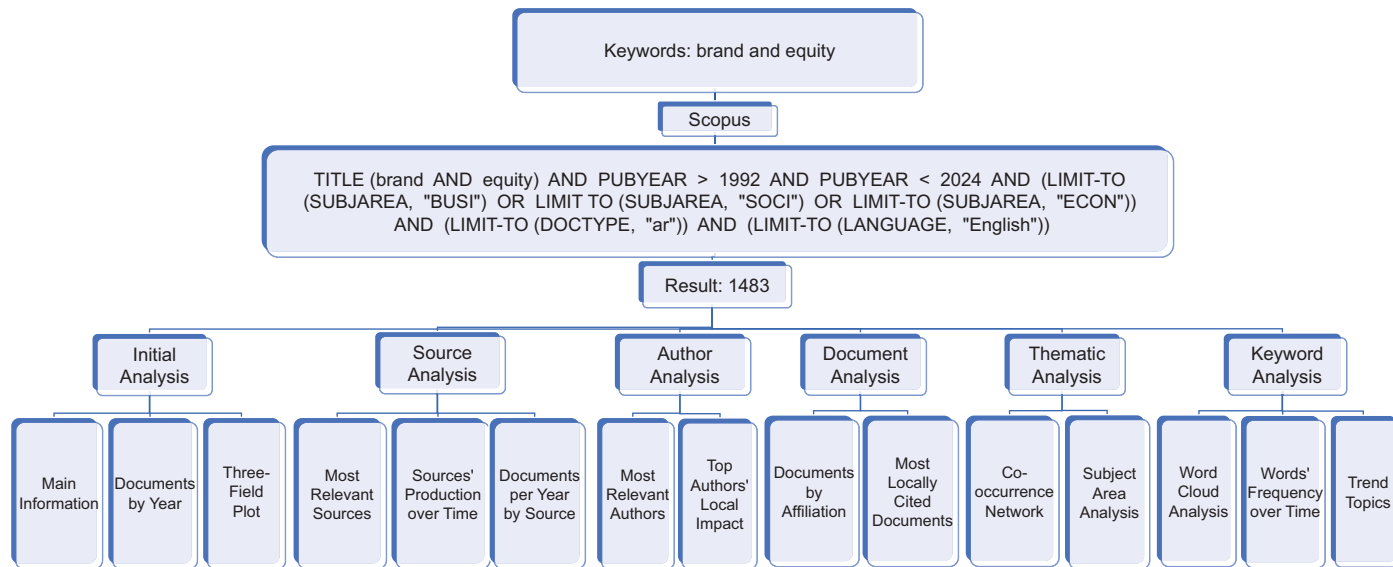 Keywords: brand and equity
Scopus
TITLE (brand AND equity) AND PUBYEAR > 1992 AND PUBYEAR < 2024 AND (LIMIT-TO
(SUBJAREA, "BUSI") OR LIMIT TO (SUBJAREA, "SOCI") OR LIMIT-TO (SUBJAREA, "ECON"))
AND (LIMIT-TO (DOCTYPE, "ar")) AND (LIMIT-TO (LANGUAGE, "English"))
Result: 1483
Initial
Analysis
Source
Analysis
Author
Analysis
Document
Analysis
Thematic
Analysis
Keyword
Analysis
Main
Information
Documents
by Year
Three-
Field
Plot
Most
Relevant
Sources
Sources'
Production
over Time
Documents
per Year
by Source
Most
Relevant
Authors
Top
Authors'
Local
Impact
Documents
by
Affiliation
Most
Locally
Cited
Documents
Co-
occurrence
Network
Subject
Area
Analysis
Word
Cloud
Analysis
Words'
Frequency
over Time
Trend
Topics